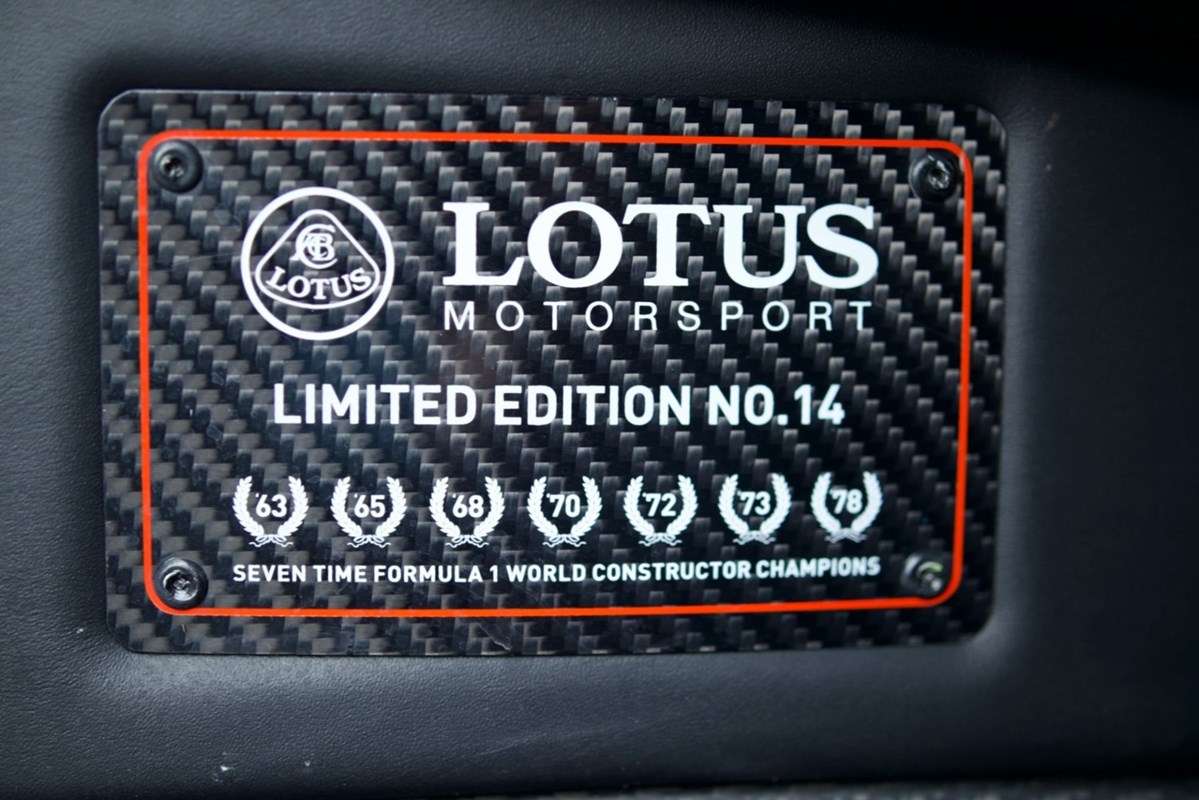 ACBC LOTUS
LOTUS
MOTORSPORT
LIMITED EDITION NO.14
'63 '65 '68 '70 '72 '73 '78
SEVEN TIME FORMULA 1 WORLD CONSTRUCTOR CHAMPIONS